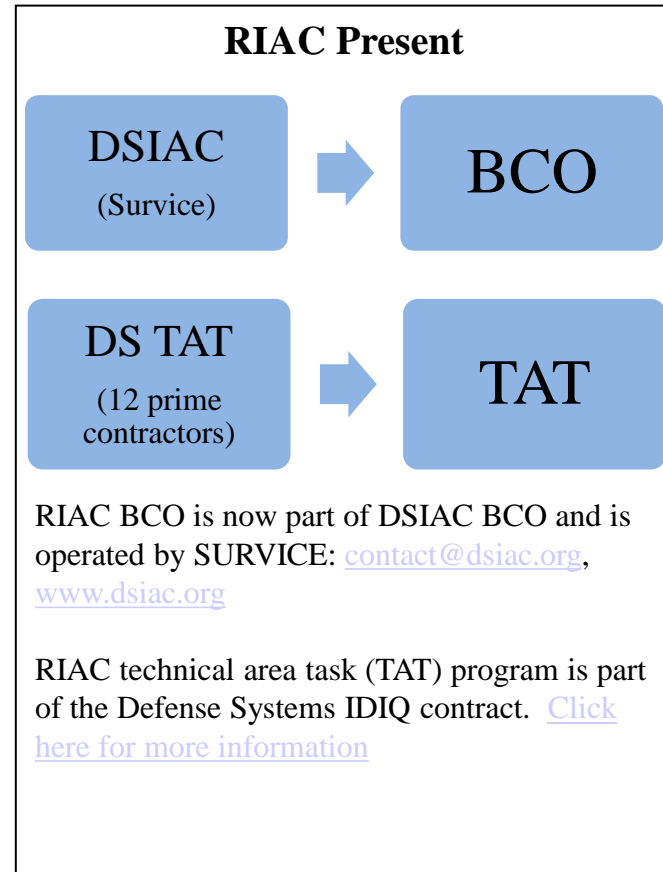 RIAC Present
DSIAC
(Survice)
BCO
DS TAT
(12 prime
contractors)
TAT
RIAC BCO is now part of DSIAC BCO and is
operated by SURVICE: contact@dsiac.org,
www.dsiac.org
RIAC technical area task (TAT) program is part
of the Defense Systems IDIQ contract. Click
here for more information